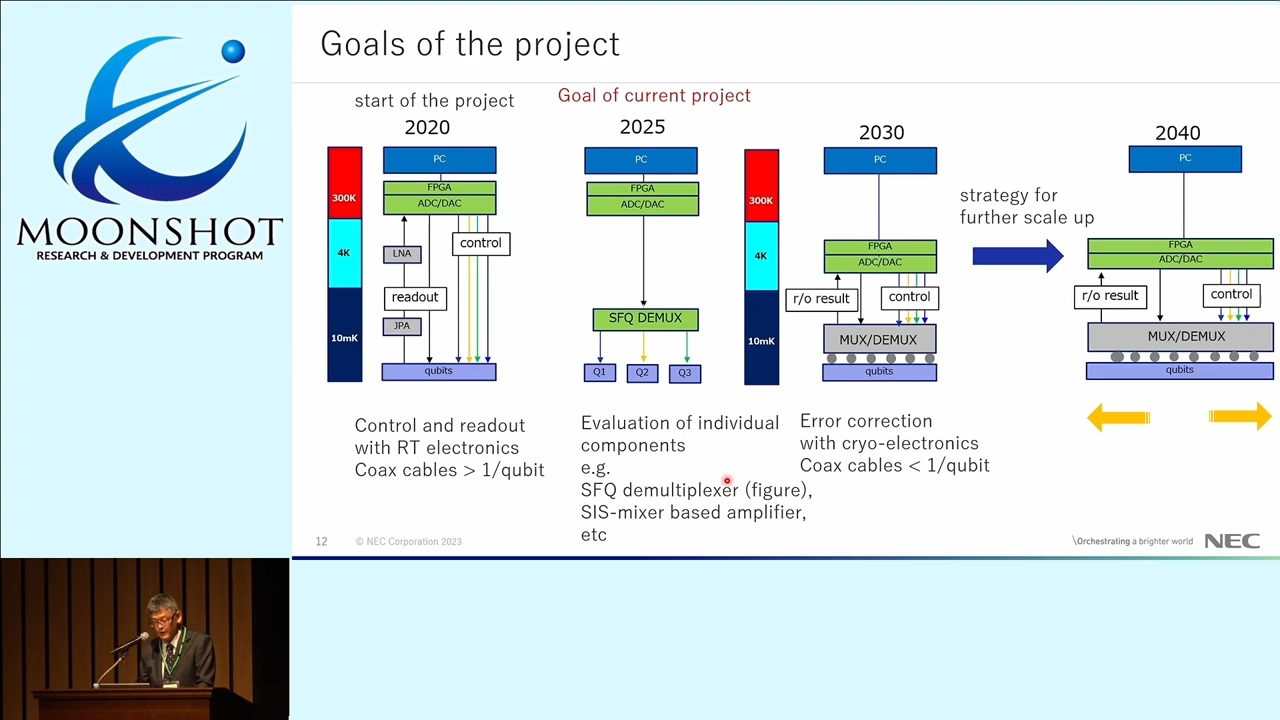 MOONSHOT
RESEARCH & DEVELOPMENT PROGRAM
Goals of the project
start of the project
2020
300K
4K
10mK
PC
FPGA
ADC/DAC
LNA
control
readout
JPA
qubits
Control and readout
with RT electronics
Coax cables > 1/qubit
Goal of current project
2025
PC
FPGA
ADC/DAC
SFQ DEMUX
Q1
Q2
Q3
Evaluation of individual
components
e.g.
SFQ demultiplexer (figure),
SIS-mixer based amplifier,
etc
2030
300K
4K
10mK
PC
FPGA
ADC/DAC
r/o result
control
MUX/DEMUX
qubits
Error correction
with cryo-electronics
Coax cables < 1/qubit
strategy for
further scale up
2040
PC
FPGA
ADC/DAC
r/o result
control
MUX/DEMUX
qubits
12
© NEC Corporation 2023
\Orchestrating a brighter world
NEC